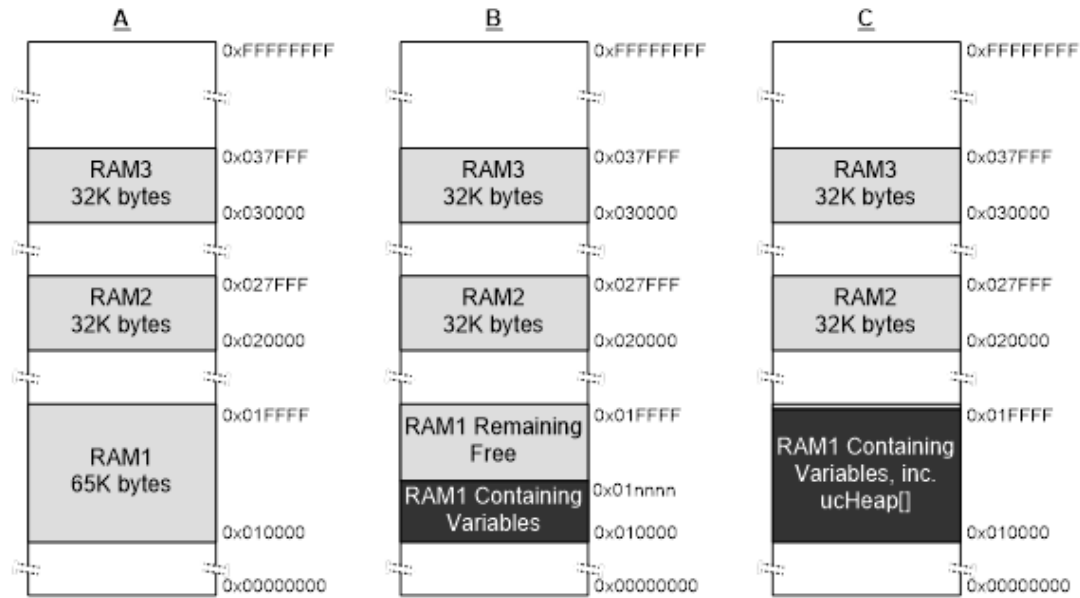 A
0xFFFFFFFF
RAM3
32K bytes
0x037FFF
0x030000
RAM2
32K bytes
0x027FFF
0x020000
RAM1
65K bytes
0x01FFFF
0x010000
0x00000000
B
0xFFFFFFFF
RAM3
32K bytes
0x037FFF
0x030000
RAM2
32K bytes
0x027FFF
0x020000
RAM1 Remaining
Free
0x01FFFF
0x01nnnn
RAM1 Containing
Variables
0x010000
0x00000000
C
0xFFFFFFFF
RAM3
32K bytes
0x037FFF
0x030000
RAM2
32K bytes
0x027FFF
0x020000
0x01FFFF
RAM1 Containing
Variables, inc.
ucHeap[]
0x010000
0x00000000